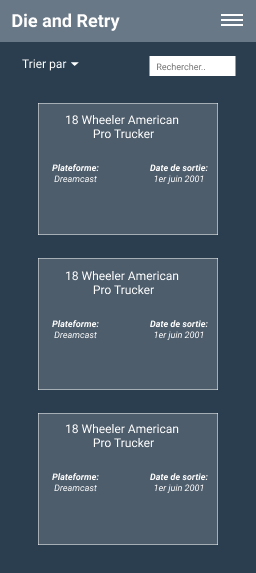 Die and Retry
Trier par
Rechercher..
18 Wheeler American
Pro Trucker
Plateforme: Date de sortie:
Dreamcast 1er juin 2001
18 Wheeler American
Pro Trucker
Plateforme: Date de sortie:
Dreamcast 1er juin 2001
18 Wheeler American
Pro Trucker
Plateforme: Date de sortie:
Dreamcast 1er juin 2001